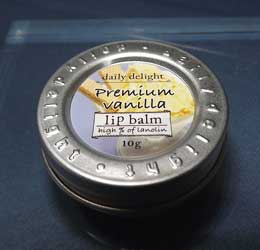 daily delight
Premium
vanilla
lip balm
high % of lanolin
10g